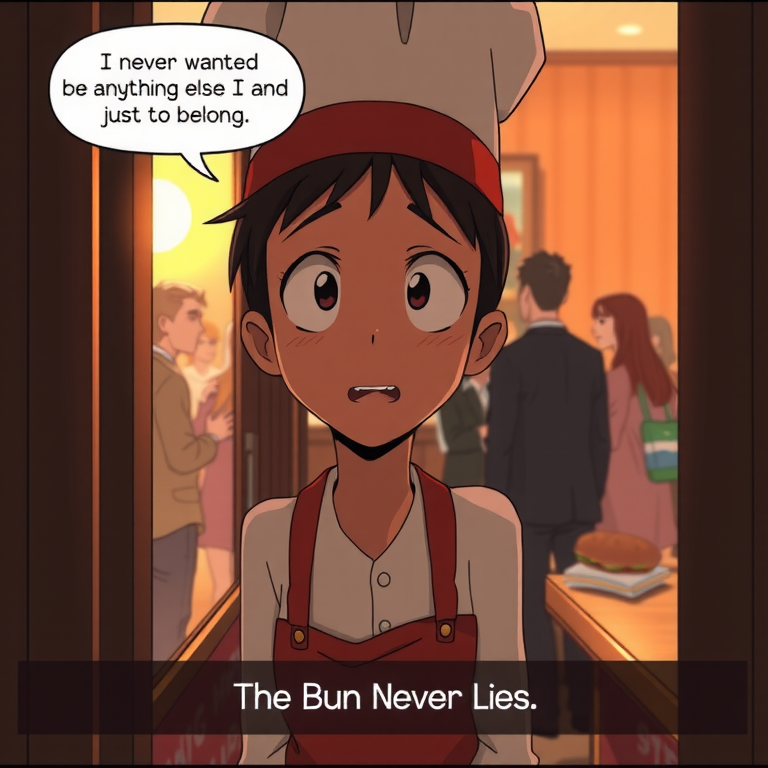 I never wanted
be anything else I and
just to belong.
The Bun Never Lies.